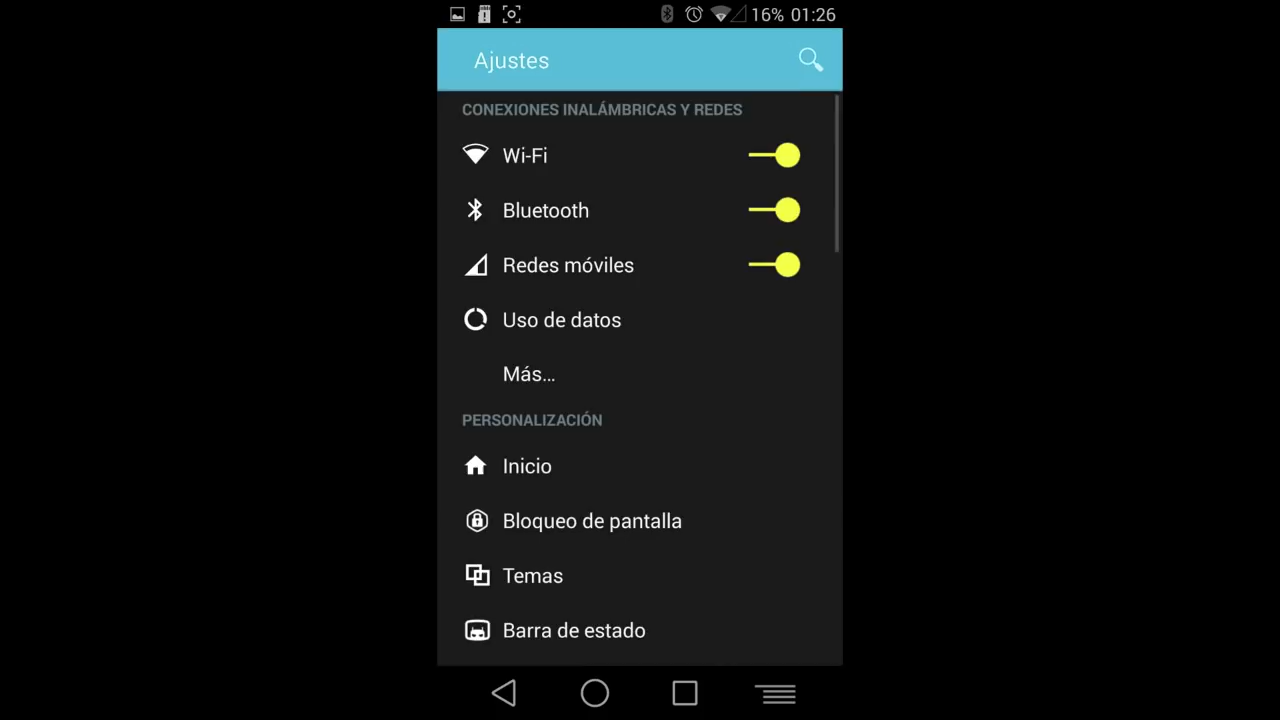 16% 01:26
Ajustes
CONEXIONES INALÁMBRICAS Y REDES
Wi-Fi
Bluetooth
Redes móviles
Uso de datos
Más...
PERSONALIZACIÓN
Inicio
Bloqueo de pantalla
Temas
Barra de estado